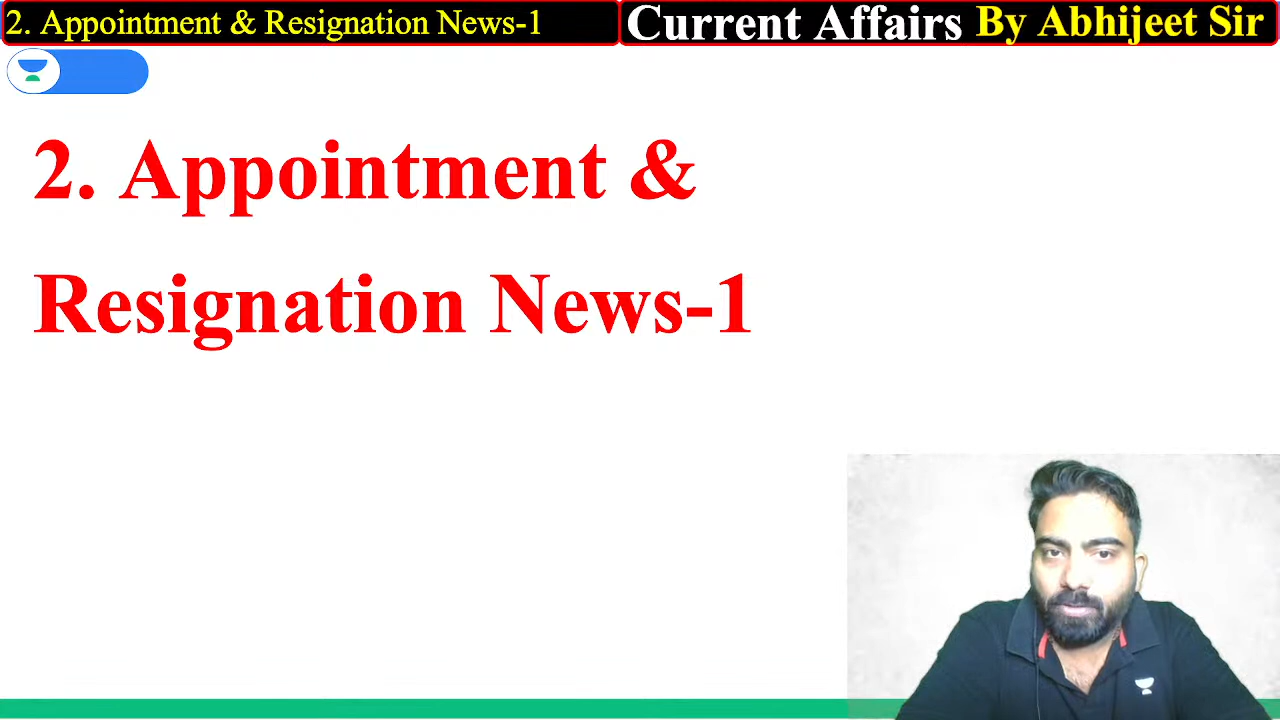 2. Appointment & Resignation News-1
Current Affairs By Abhijeet Sir
2. Appointment &
Resignation News-1